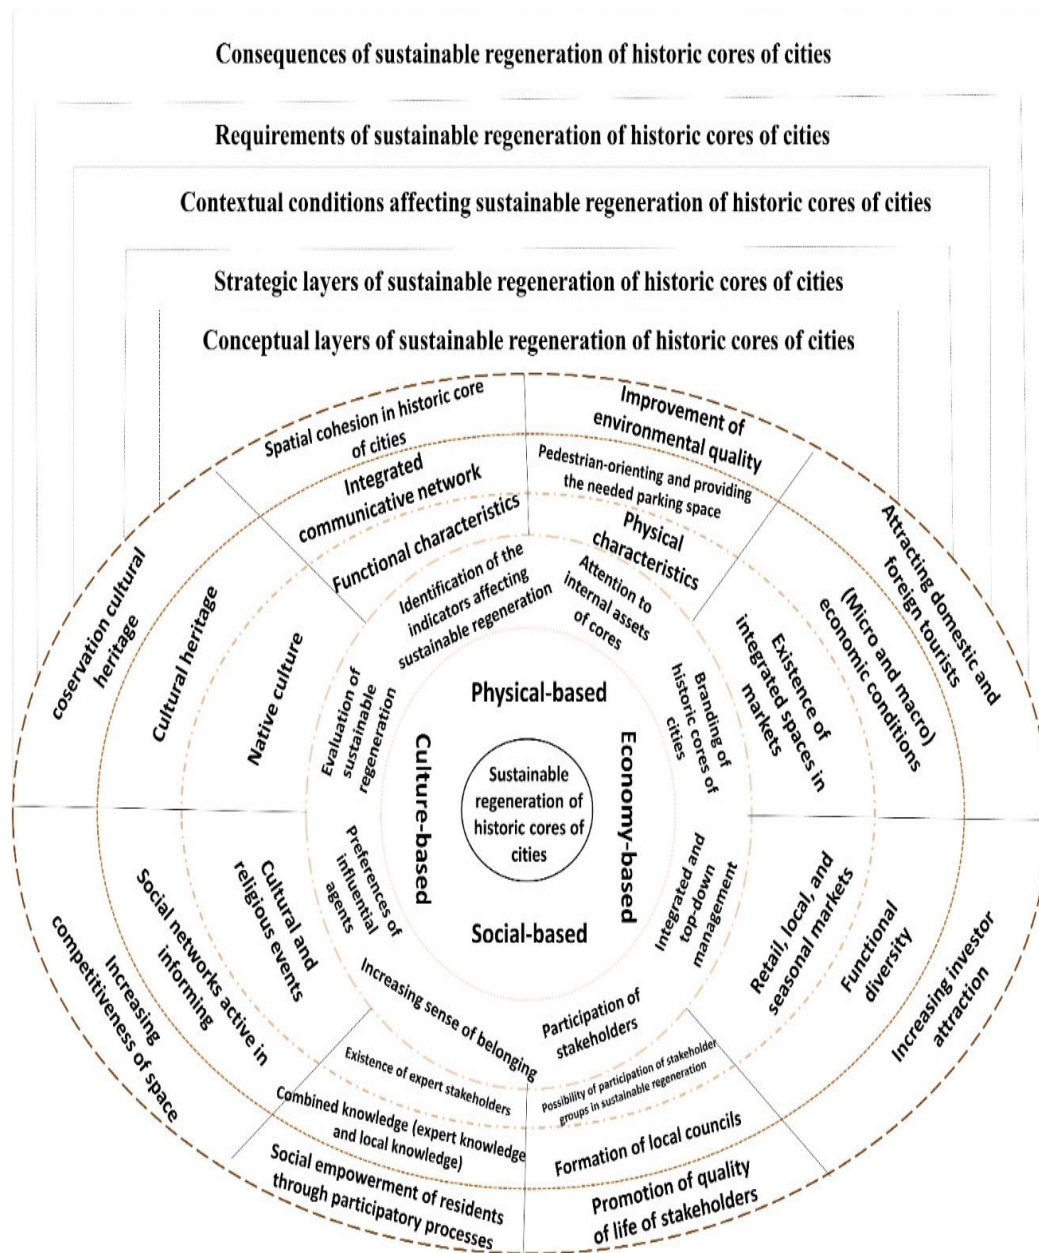 Consequences of sustainable regeneration of historic cores of cities
Requirements of sustainable regeneration of historic cores of cities
Contextual conditions affecting sustainable regeneration of historic cores of cities
Strategic layers of sustainable regeneration of historic cores of cities
Conceptual layers of sustainable regeneration of historic cores of cities
Spatial cohesion in historic core
of cities
Improvement of
environmental quality
Integrated
communicative network
Pedestrian-orienting and providing
the needed parking space
Functional characteristics
Physical
characteristics
Identification of the
indicators affecting
sustainable regeneration
Attention to
internal assets
of cores
coservation cultural
heritage
Cultural heritage
Native culture
Evaluation of
sustainable
regeneration
Branding of
historic cores of
cities
Existence of
integrated spaces in
markets
(Micro and macro)
economic conditions
Attracting domestic and
foreign tourists
Physical-based
Culture-based
Sustainable
regeneration of
historic cores of
cities
Economy-based
Social-based
Increasing
competitiveness of space
Social networks active in
informing
Cultural and
religious events
Preferences of
influential
agents
Integrated and
top-down
management
Retail, local, and
seasonal markets
Functional
diversity
Increasing investor
attraction
Increasing sense of belonging
Participation of
stakeholders
Existence of expert stakeholders
Possibility of participation of stakeholder
groups in sustainable regeneration
Combined knowledge (expert knowledge
and local knowledge)
Formation of local councils
Social empowerment of residents
through participatory processes
Promotion of quality
of life of stakeholders